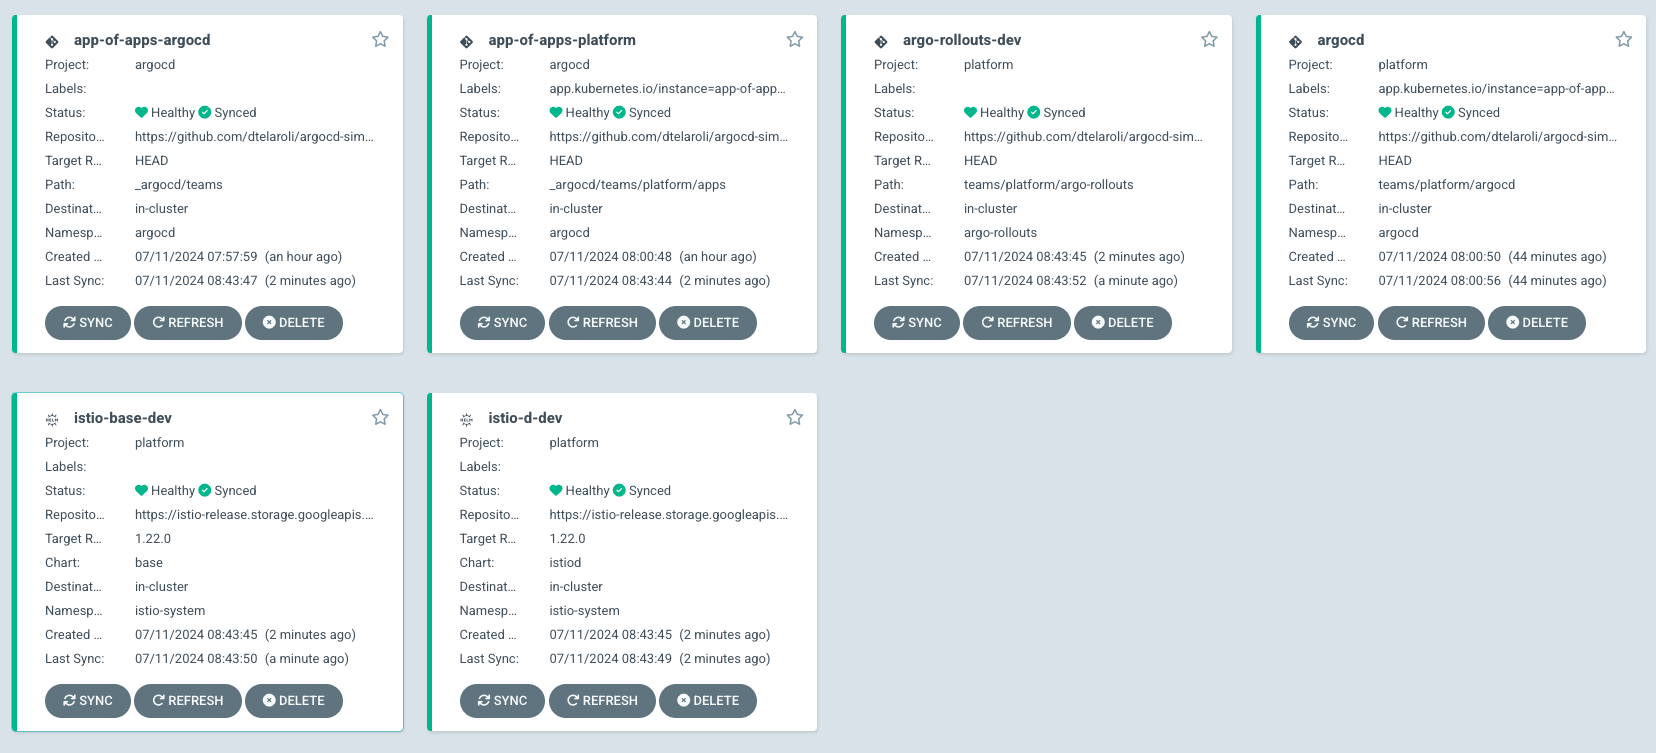 app-of-apps-argocd
Project: argocd
Labels:
Status: Healthy Synced
Reposito... https://github.com/dtelaroli/argocd-sim...
Target R... HEAD
Path: _argocd/teams
Destinat... in-cluster
Namesp... argocd
Created ... 07/11/2024 07:57:59 (an hour ago)
Last Sync: 07/11/2024 08:43:47 (2 minutes ago)
SYNC REFRESH DELETE
app-of-apps-platform
Project: argocd
Labels: app.kubernetes.io/instance=app-of-app...
Status: Healthy Synced
Reposito... https://github.com/dtelaroli/argocd-sim...
Target R... HEAD
Path: _argocd/teams/platform/apps
Destinat... in-cluster
Namesp... argocd
Created ... 07/11/2024 08:00:48 (an hour ago)
Last Sync: 07/11/2024 08:43:44 (2 minutes ago)
SYNC REFRESH DELETE
argo-rollouts-dev
Project: platform
Labels:
Status: Healthy Synced
Reposito... https://github.com/dtelaroli/argocd-sim...
Target R... HEAD
Path: teams/platform/argo-rollouts
Destinat... in-cluster
Namesp... argo-rollouts
Created ... 07/11/2024 08:43:45 (2 minutes ago)
Last Sync: 07/11/2024 08:43:52 (a minute ago)
SYNC REFRESH DELETE
argocd
Project: platform
Labels: app.kubernetes.io/instance=app-of-app...
Status: Healthy Synced
Reposito... https://github.com/dtelaroli/argocd-sim...
Target R... HEAD
Path: teams/platform/argocd
Destinat... in-cluster
Namesp... argocd
Created ... 07/11/2024 08:00:50 (44 minutes ago)
Last Sync: 07/11/2024 08:00:56 (44 minutes ago)
SYNC REFRESH DELETE
HELM istio-base-dev
Project: platform
Labels:
Status: Healthy Synced
Reposito... https://istio-release.storage.googleapis....
Target R... 1.22.0
Chart: base
Destinat... in-cluster
Namesp... istio-system
Created ... 07/11/2024 08:43:45 (2 minutes ago)
Last Sync: 07/11/2024 08:43:50 (a minute ago)
SYNC REFRESH DELETE
HELM istio-d-dev
Project: platform
Labels:
Status: Healthy Synced
Reposito... https://istio-release.storage.googleapis....
Target R... 1.22.0
Chart: istiod
Destinat... in-cluster
Namesp... istio-system
Created ... 07/11/2024 08:43:45 (2 minutes ago)
Last Sync: 07/11/2024 08:43:49 (2 minutes ago)
SYNC REFRESH DELETE